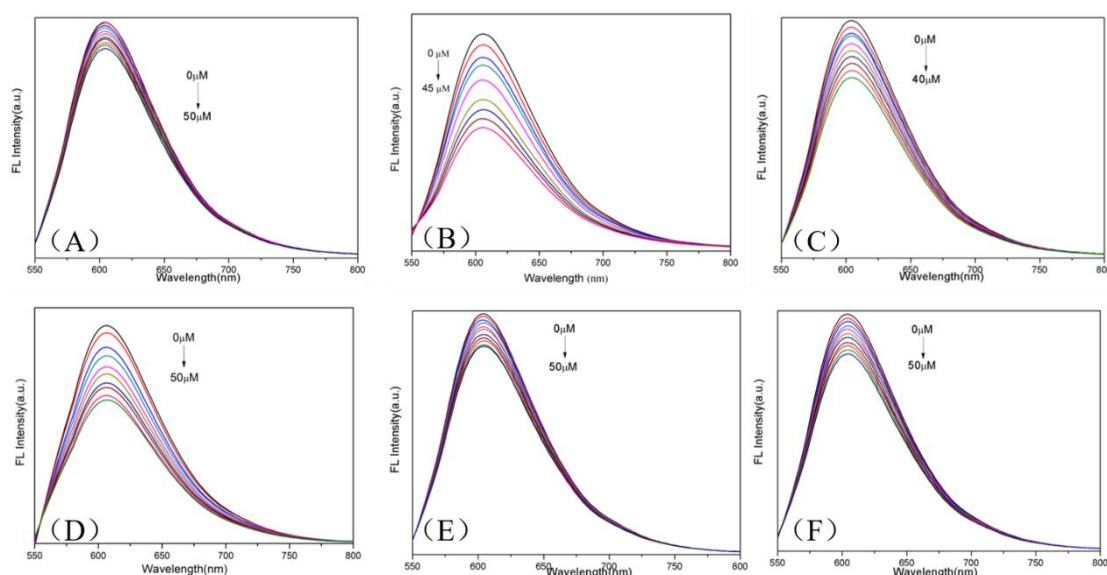 FL Intensity(a.u.)
0μM
50μM
(A)
550 600 650 700 750 800
Wavelength(nm)
FL Intensity(a.u.)
0 μM
45 μM
(B)
550 600 650 700 750 800
Wavelength (nm)
FL Intensity(a.u.)
0μM
40μM
(C)
550 600 650 700 750 800
Wavelength(nm)
FL Intensity(a.u.)
0μM
50μM
(D)
550 600 650 700 750 800
Wavelength(nm)
FL Intensity(a.u.)
0μM
50μM
(E)
550 600 650 700 750 800
Wavelength(nm)
FL Intensity(a.u.)
0μM
50μM
(F)
550 600 650 700 750 800
Wavelength(nm)